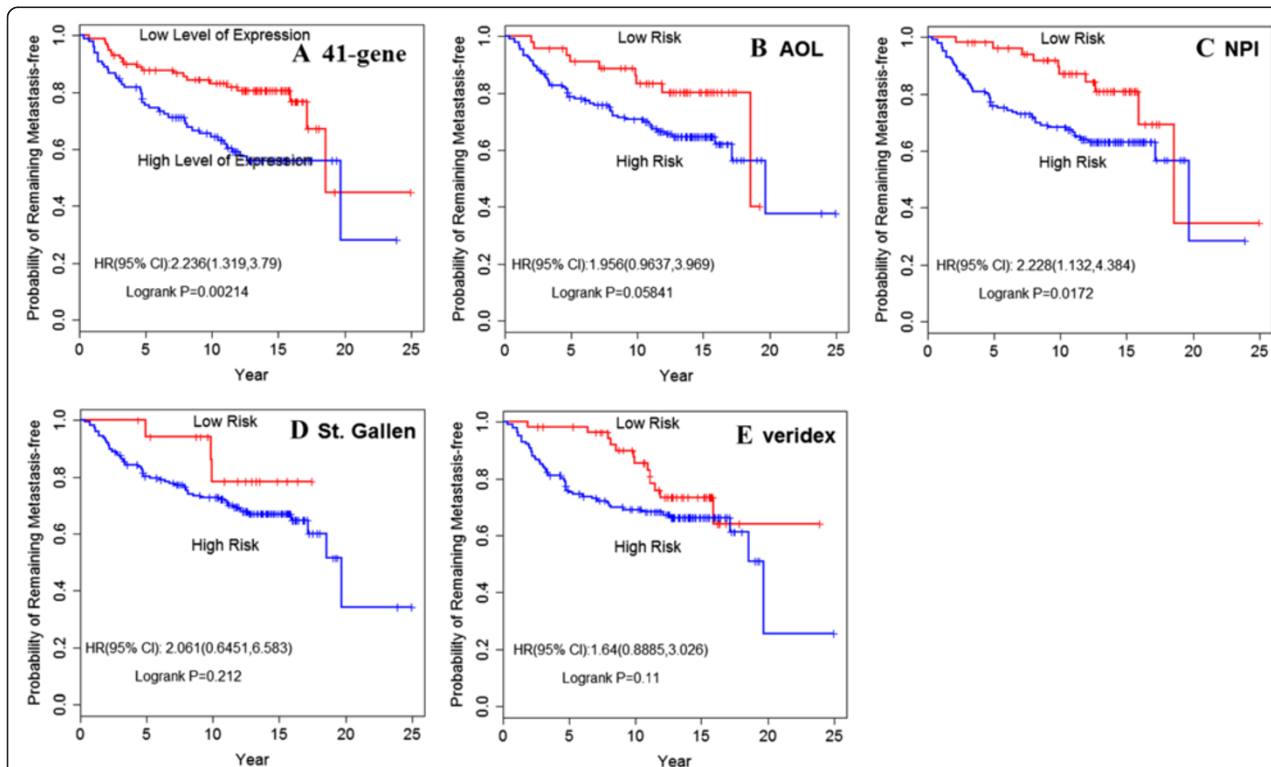 A 41-gene
Low Level of Expression
High Level of Expression
HR(95% CI):2.236(1.319,3.79)
Logrank P=0.00214
Probability of Remaining Metastasis-free
0.0 0.2 0.4 0.6 0.8 1.0
0 5 10 15 20 25
Year
B AOL
Low Risk
High Risk
HR(95% CI):1.956(0.9637,3.969)
Logrank P=0.05841
Probability of Remaining Metastasis-free
0.0 0.2 0.4 0.6 0.8 1.0
0 5 10 15 20 25
Year
C NPI
Low Risk
High Risk
HR(95% CI): 2.228(1.132,4.384)
Logrank P=0.0172
Probability of Remaining Metastasis-free
0.0 0.2 0.4 0.6 0.8 1.0
0 5 10 15 20 25
Year
D St. Gallen
Low Risk
High Risk
HR(95% CI): 2.061(0.6451,6.583)
Logrank P=0.212
Probability of Remaining Metastasis-free
0.0 0.2 0.4 0.6 0.8 1.0
0 5 10 15 20 25
Year
E veridex
Low Risk
High Risk
HR(95% CI):1.64(0.8885,3.026)
Logrank P=0.11
Probability of Remaining Metastasis-free
0.0 0.2 0.4 0.6 0.8 1.0
0 5 10 15 20 25
Year